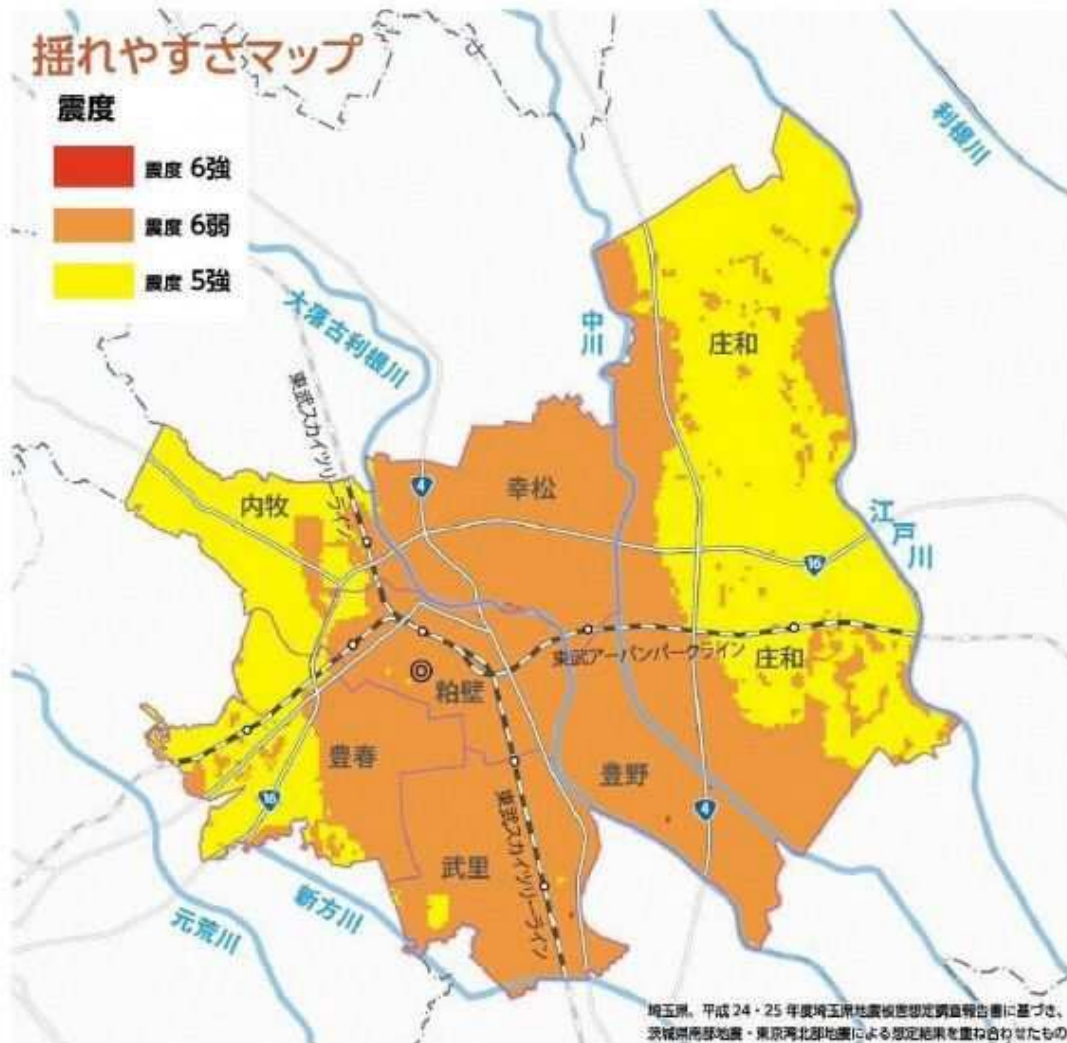 揺れやすさマップ
震度
震度 6強
震度 6弱
震度 5強
利根川
大落古利根川
中川
庄和
東武スカイツリーライン
4
幸松
内牧
江戸川
16
東武アーバンパークライン
庄和
粕壁
豊春
豊野
16
4
東武スカイツリーライン
武里
新方川
元荒川
埼玉県、平成24・25年度埼玉県地震被害想定調査報告書に基づき、
茨城県南部地震・東京湾北部地震による想定結果を重ね合わせたもの